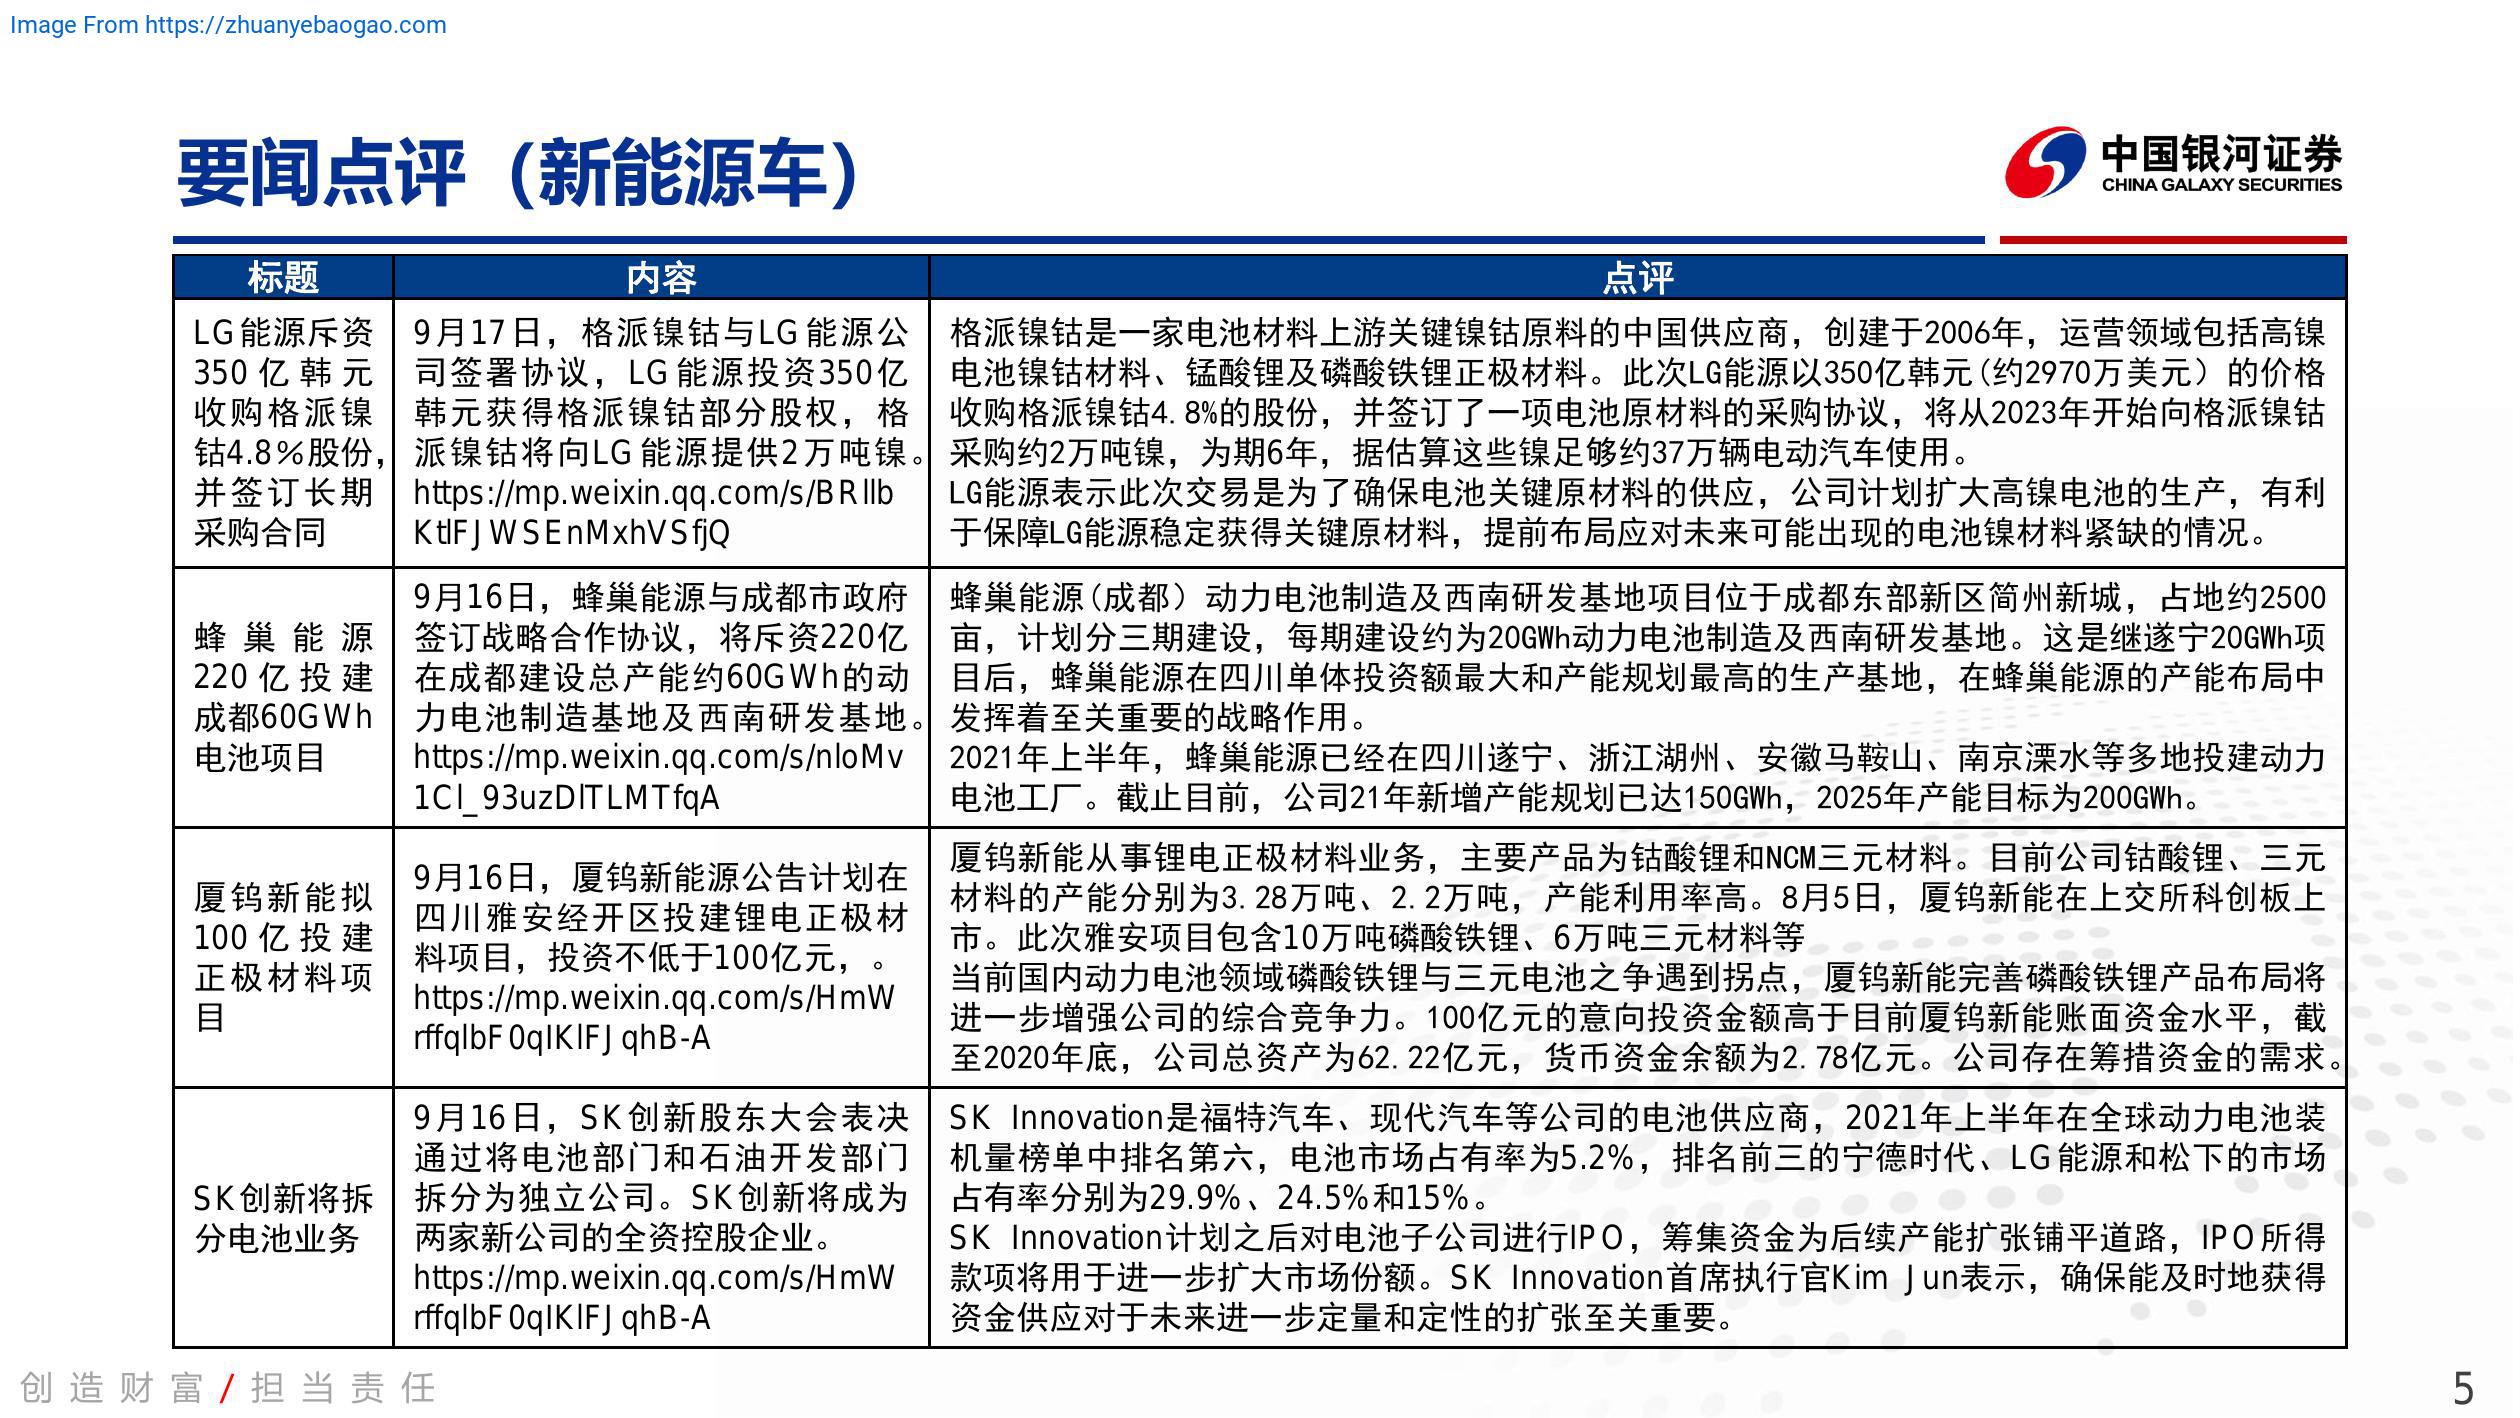 Image From https://zhuanyebaogao.com
要闻点评（新能源车）
中国银河证券
CHINA GALAXY SECURITIES
标题
内容
点评
LG能源斥资
350亿韩元
收购格派镍
钴4.8%股份，
并签订长期
采购合同
9月17日，格派镍钴与LG能源公
司签署协议，LG能源投资350亿
韩元获得格派镍钴部分股权，格
派镍钴将向LG能源提供2万吨镍。
https://mp.weixin.qq.com/s/BRllb
KtlFJWSEnMxhVSfjQ
格派镍钴是一家电池材料上游关键镍钴原料的中国供应商，创建于2006年，运营领域包括高镍
电池镍钴材料、锰酸锂及磷酸铁锂正极材料。此次LG能源以350亿韩元(约2970万美元）的价格
收购格派镍钴4.8%的股份，并签订了一项电池原材料的采购协议，将从2023年开始向格派镍钴
采购约2万吨镍，为期6年，据估算这些镍足够约37万辆电动汽车使用。
LG能源表示此次交易是为了确保电池关键原材料的供应，公司计划扩大高镍电池的生产，有利
于保障LG能源稳定获得关键原材料，提前布局应对未来可能出现的电池镍材料紧缺的情况。
蜂巢能源
220亿投建
成都60GWh
电池项目
9月16日，蜂巢能源与成都市政府
签订战略合作协议，将斥资220亿
在成都建设总产能约60GWh的动
力电池制造基地及西南研发基地。
https://mp.weixin.qq.com/s/nloMv
1Cl_93uzDlTLMTfqA
蜂巢能源(成都）动力电池制造及西南研发基地项目位于成都东部新区简州新城，占地约2500
亩，计划分三期建设，每期建设约为20GWh动力电池制造及西南研发基地。这是继遂宁20GWh项
目后，蜂巢能源在四川单体投资额最大和产能规划最高的生产基地，在蜂巢能源的产能布局中
发挥着至关重要的战略作用。
2021年上半年，蜂巢能源已经在四川遂宁、浙江湖州、安徽马鞍山、南京溧水等多地投建动力
电池工厂。截止目前，公司21年新增产能规划已达150GWh，2025年产能目标为200GWh。
厦钨新能拟
100亿投建
正极材料项
目
9月16日，厦钨新能源公告计划在
四川雅安经开区投建锂电正极材
料项目，投资不低于100亿元，。
https://mp.weixin.qq.com/s/HmW
rffqlbF0qIKlFJqhB-A
厦钨新能从事锂电正极材料业务，主要产品为钴酸锂和NCM三元材料。目前公司钴酸锂、三元
材料的产能分别为3.28万吨、2.2万吨，产能利用率高。8月5日，厦钨新能在上交所科创板上
市。此次雅安项目包含10万吨磷酸铁锂、6万吨三元材料等
当前国内动力电池领域磷酸铁锂与三元电池之争遇到拐点，厦钨新能完善磷酸铁锂产品布局将
进一步增强公司的综合竞争力。100亿元的意向投资金额高于目前厦钨新能账面资金水平，截
至2020年底，公司总资产为62.22亿元，货币资金余额为2.78亿元。公司存在筹措资金的需求。
SK创新将拆
分电池业务
9月16日，SK创新股东大会表决
通过将电池部门和石油开发部门
拆分为独立公司。SK创新将成为
两家新公司的全资控股企业。
https://mp.weixin.qq.com/s/HmW
rffqlbF0qIKlFJqhB-A
SK Innovation是福特汽车、现代汽车等公司的电池供应商，2021年上半年在全球动力电池装
机量榜单中排名第六，电池市场占有率为5.2%，排名前三的宁德时代、LG能源和松下的市场
占有率分别为29.9%、24.5%和15%。
SK Innovation计划之后对电池子公司进行IPO，筹集资金为后续产能扩张铺平道路，IPO所得
款项将用于进一步扩大市场份额。SK Innovation首席执行官Kim Jun表示，确保能及时地获得
资金供应对于未来进一步定量和定性的扩张至关重要。
创造财富/担当责任
5